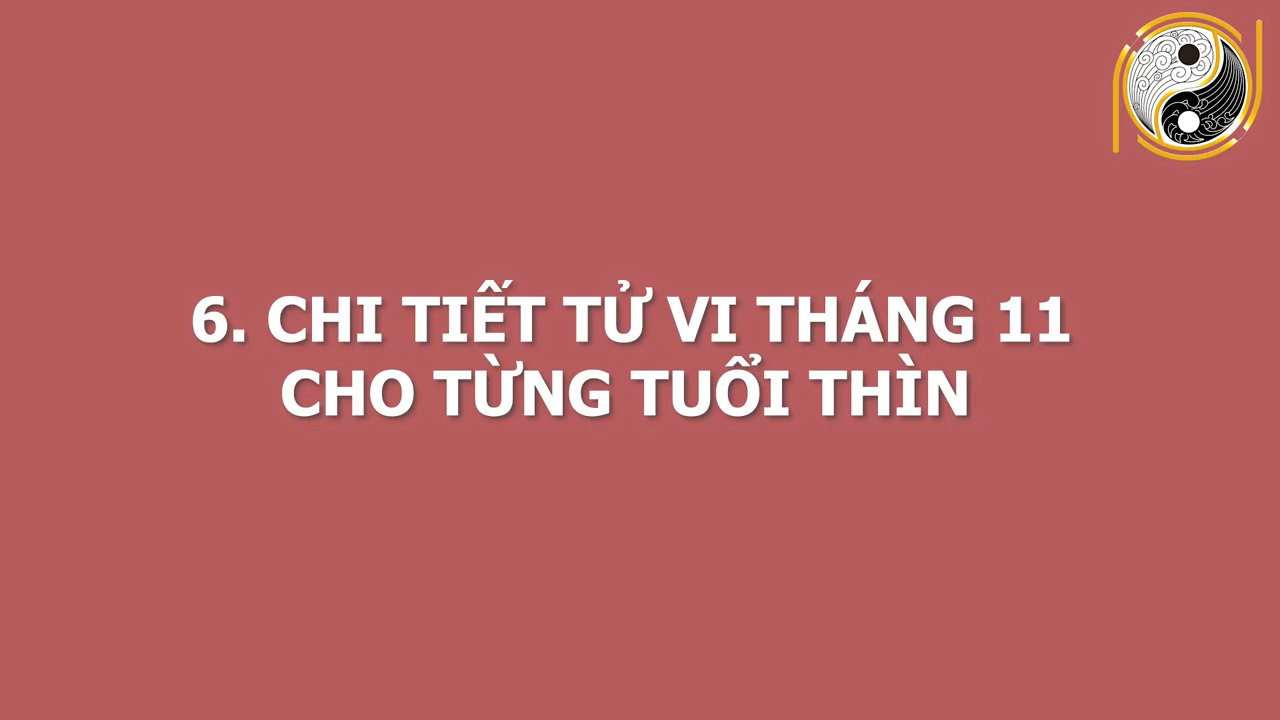 6. CHI TIẾT TỬ VI THÁNG 11
CHO TỪNG TUỔI THÌN